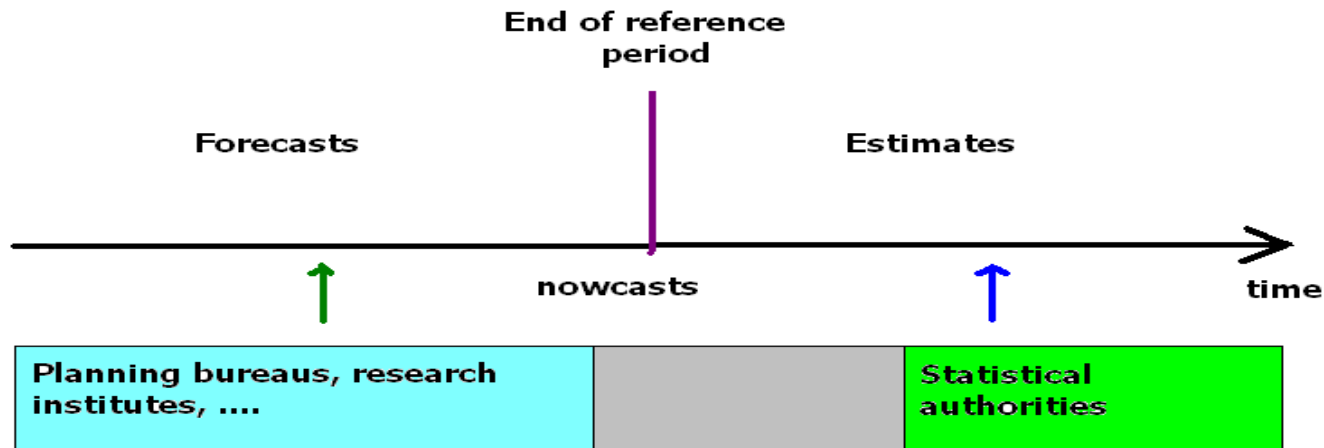 End of reference
period
Forecasts
Estimates
nowcasts
time
Planning bureaus, research
institutes, ....
Statistical
authorities